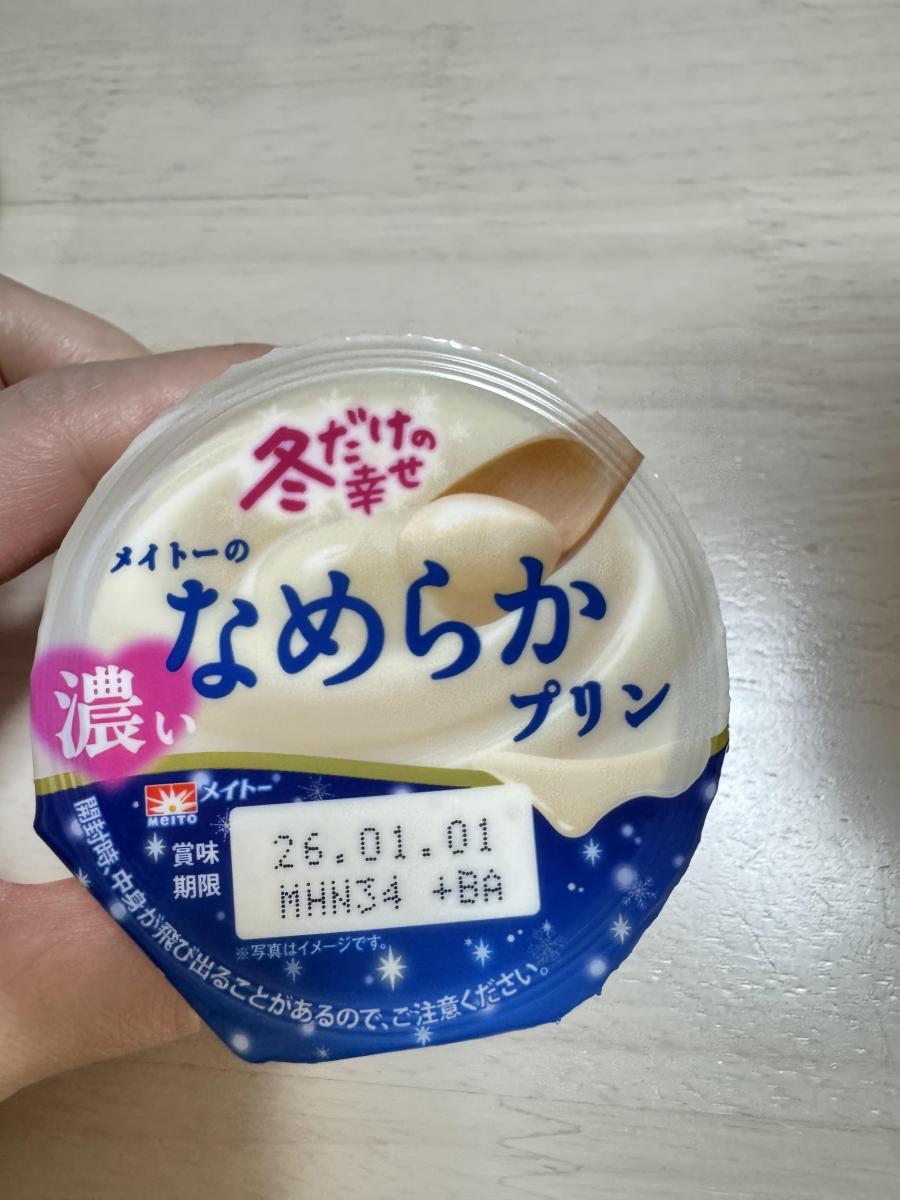 冬だけの
幸せ
メイトーの
なめらか
プリン
濃い
メイトー
MEITO
賞味
期限
26.01.01
MHN34 +BA
※写真はイメージです。
開封時、中身が飛び出ることがあるので、ご注意ください。